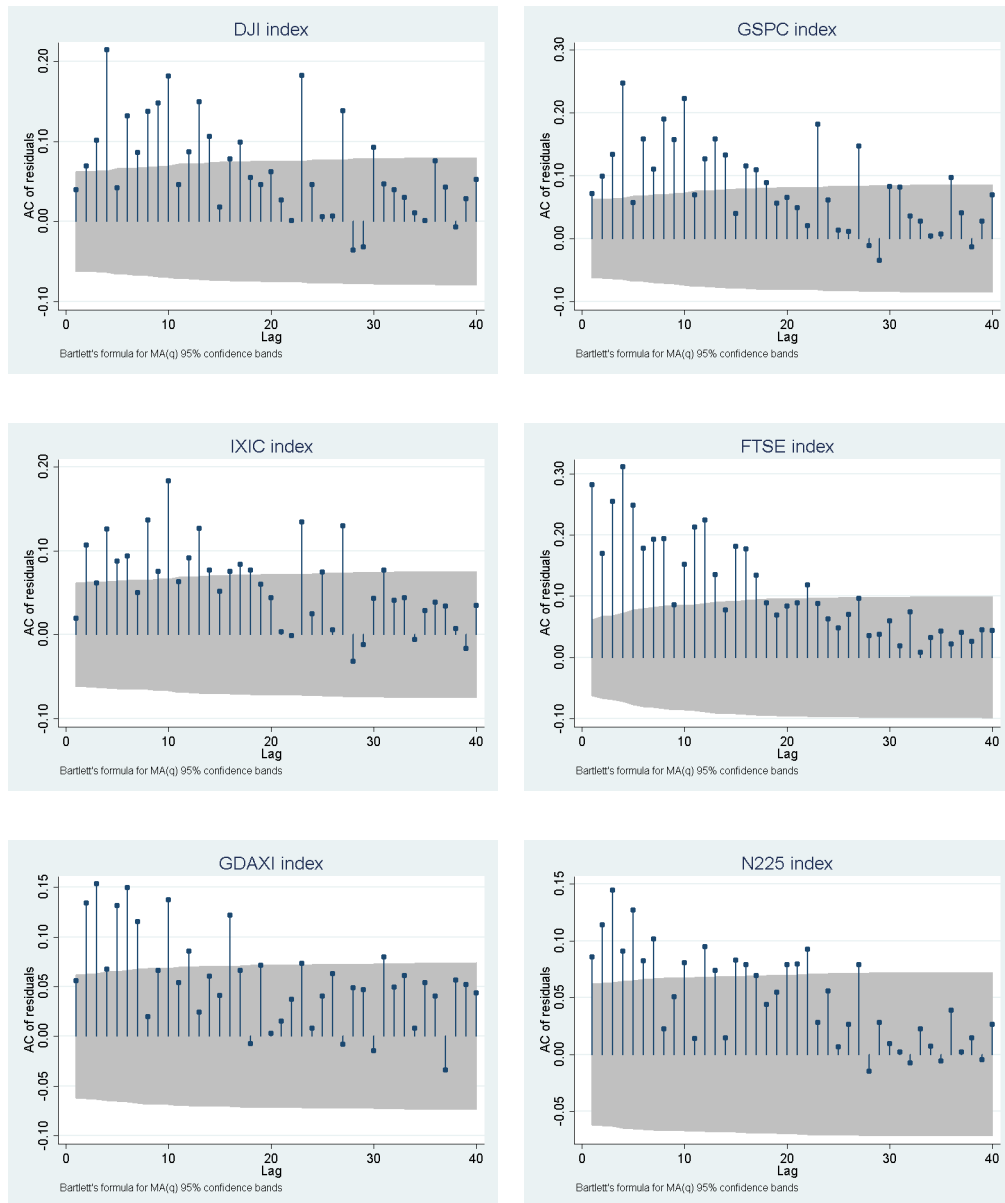 DJI index
AC of residuals
0.20
0.10
0.00
-0.10
0 10 20 30 40
Lag
Bartlett's formula for MA(q) 95% confidence bands
GSPC index
AC of residuals
0.30
0.20
0.10
0.00
-0.10
0 10 20 30 40
Lag
Bartlett's formula for MA(q) 95% confidence bands
IXIC index
AC of residuals
0.20
0.10
0.00
-0.10
0 10 20 30 40
Lag
Bartlett's formula for MA(q) 95% confidence bands
FTSE index
AC of residuals
0.30
0.20
0.10
0.00
-0.10
0 10 20 30 40
Lag
Bartlett's formula for MA(q) 95% confidence bands
GDAXI index
AC of residuals
0.15
0.10
0.05
0.00
-0.05
-0.10
0 10 20 30 40
Lag
Bartlett's formula for MA(q) 95% confidence bands
N225 index
AC of residuals
0.15
0.10
0.05
0.00
-0.05
0 10 20 30 40
Lag
Bartlett's formula for MA(q) 95% confidence bands